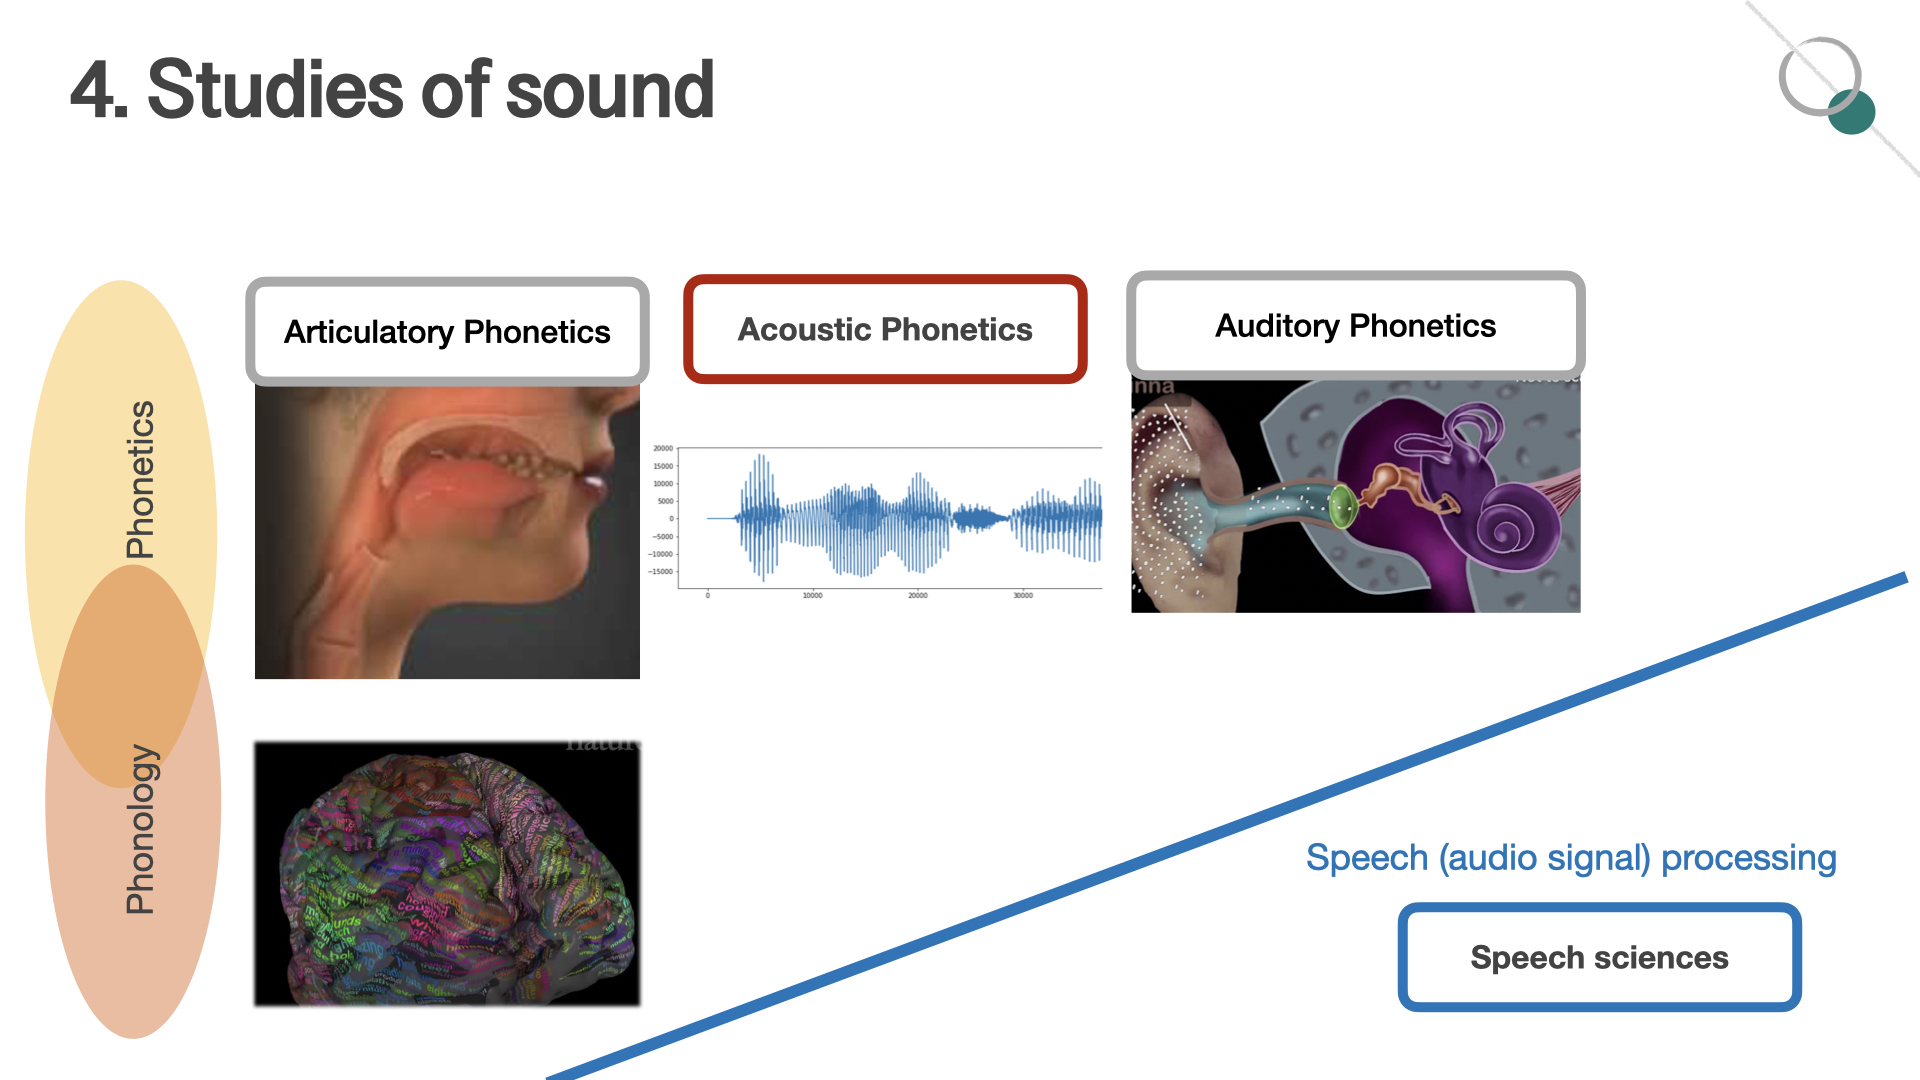 4. Studies of sound
Articulatory Phonetics
Acoustic Phonetics
Auditory Phonetics
nna
Phonetics
20000
15000
10000
5000
0
−5000
−10000
−15000
0
10000
20000
30000
Phonology
Speech (audio signal) processing
Speech sciences